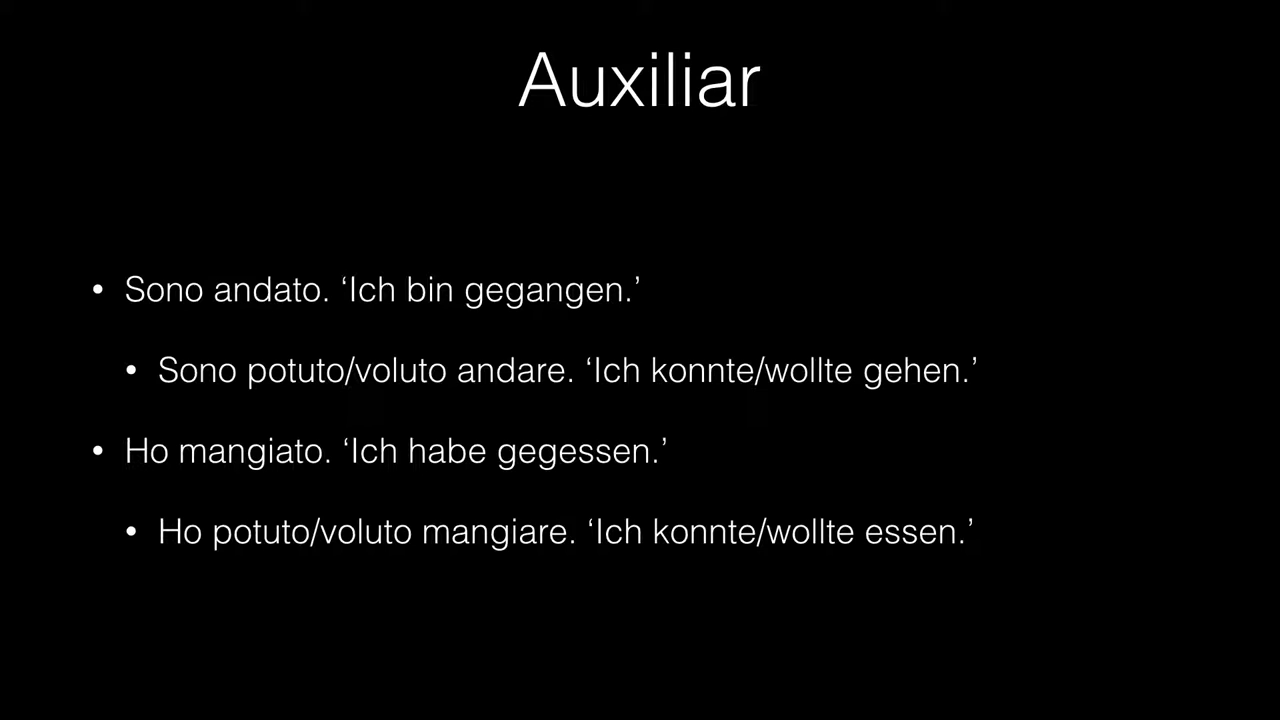 Auxiliar
• Sono andato. ‘Ich bin gegangen.’
• Sono potuto/voluto andare. ‘Ich konnte/wollte gehen.’
• Ho mangiato. ‘Ich habe gegessen.’
• Ho potuto/voluto mangiare. ‘Ich konnte/wollte essen.’